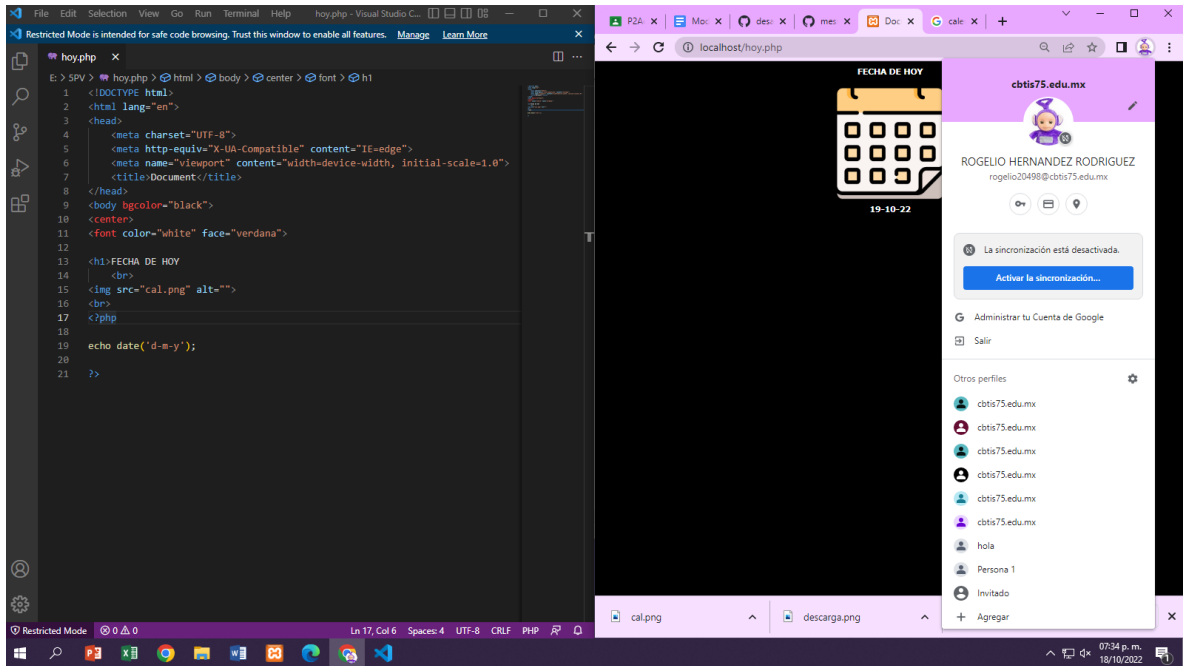 File Edit Selection View Go Run Terminal Help hoy.php - Visual Studio C...
Restricted Mode is intended for safe code browsing. Trust this window to enable all features. Manage Learn More
hoy.php
E: > 5PV > hoy.php > html > body > center > font > h1
1 <!DOCTYPE html>
2 <html lang="en">
3 <head>
4 <meta charset="UTF-8">
5 <meta http-equiv="X-UA-Compatible" content="IE=edge">
6 <meta name="viewport" content="width=device-width, initial-scale=1.0">
7 <title>Document</title>
8 </head>
9 <body bgcolor="black">
10 <center>
11 <font color="white" face="verdana">
12
13 <h1>FECHA DE HOY
14 <br>
15 <img src="cal.png" alt="">
16 <br>
17 <?php
18
19 echo date('d-m-y');
20
21 ?>
Restricted Mode 0 0 Ln 17, Col 6 Spaces: 4 UTF-8 CRLF PHP
P2A Moc desa mes Doc cale
localhost/hoy.php
FECHA DE HOY
19-10-22
cbtis75.edu.mx
ROGELIO HERNANDEZ RODRIGUEZ
rogelio20498@cbtis75.edu.mx
La sincronización está desactivada.
Activar la sincronización...
Administrar tu Cuenta de Google
Salir
Otros perfiles
cbtis75.edu.mx
cbtis75.edu.mx
cbtis75.edu.mx
cbtis75.edu.mx
cbtis75.edu.mx
cbtis75.edu.mx
hola
Persona 1
Invitado
Agregar
cal.png descarga.png
07:34 p. m.
18/10/2022